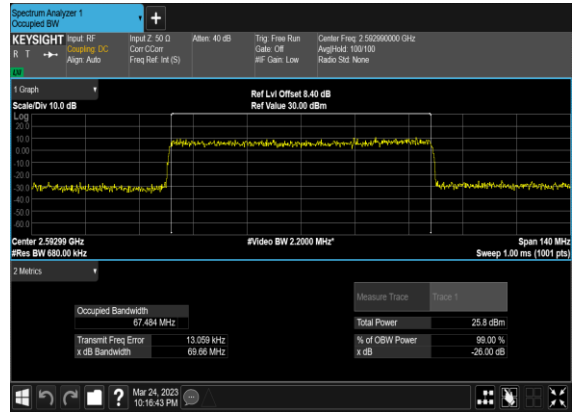 Spectrum Analyzer 1
Occupied BW
KEYSIGHT Input: RF Input Z: 50 Ω Atten: 40 dB Trig: Free Run Center Freq: 2.592990000 GHz
R T Coupling: DC Corr CCorr Gate: Off Avg|Hold: 100/100
Align: Auto Freq Ref: Int (S) #IF Gain: Low Radio Std: None
1 Graph
Ref Lvl Offset 8.40 dB
Scale/Div 10.0 dB Ref Value 30.00 dBm
Log
20.0
10.0
0.00
-10.0
-20.0
-30.0
-40.0
-50.0
-60.0
Center 2.59299 GHz #Video BW 2.2000 MHz* Span 140 MHz
#Res BW 680.00 kHz Sweep 1.00 ms (1001 pts)
2 Metrics
Measure Trace Trace 1
Occupied Bandwidth
67.484 MHz Total Power 25.8 dBm
Transmit Freq Error 13.059 kHz % of OBW Power 99.00 %
x dB Bandwidth 69.66 MHz x dB -26.00 dB
Mar 24, 2023
10:16:43 PM